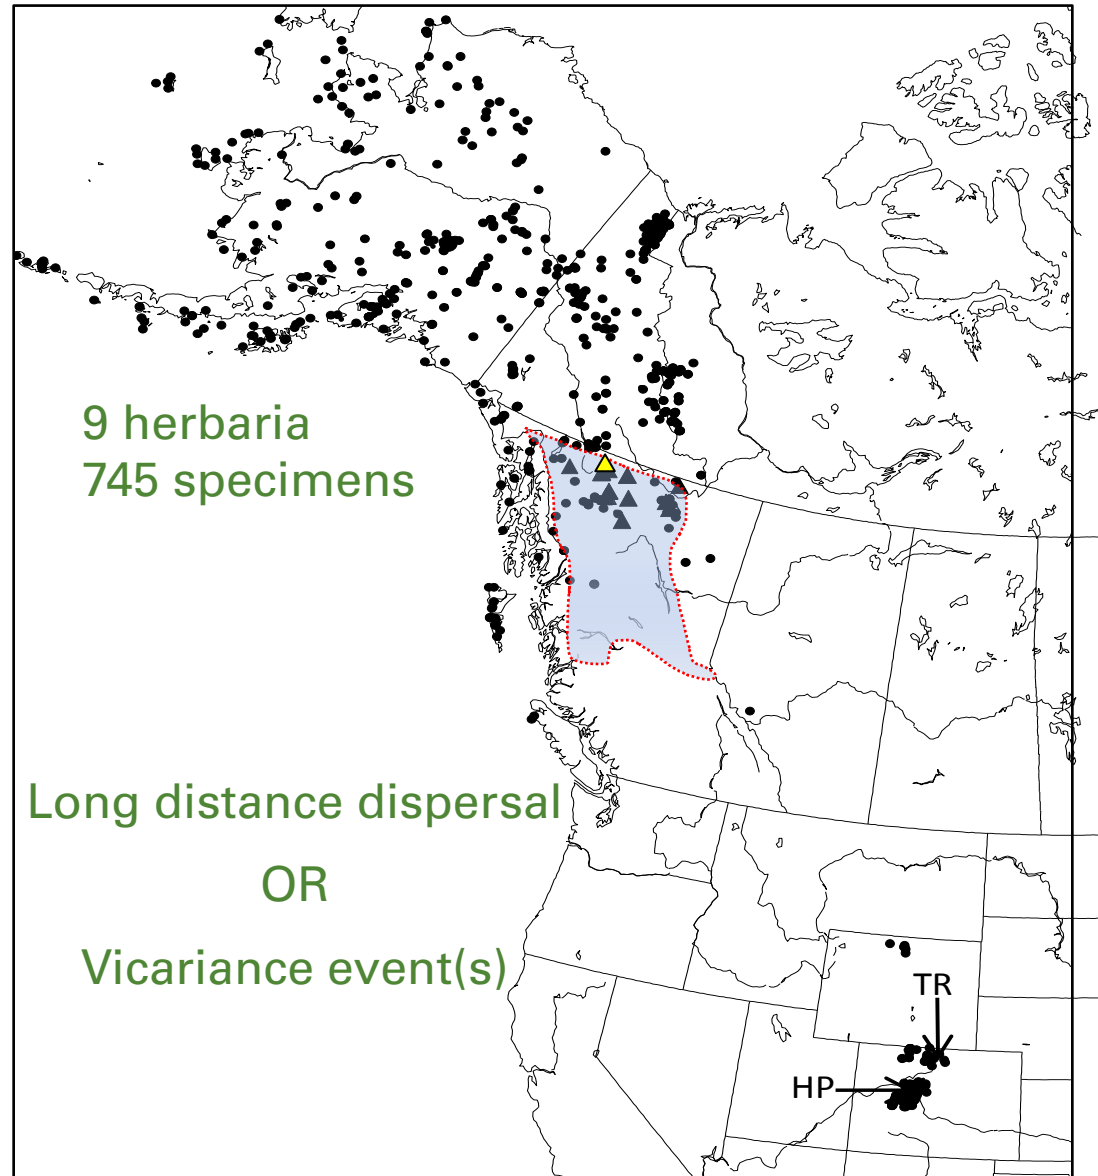 9 herbaria
745 specimens
Long distance dispersal
OR
Vicariance event(s)
TR
HP